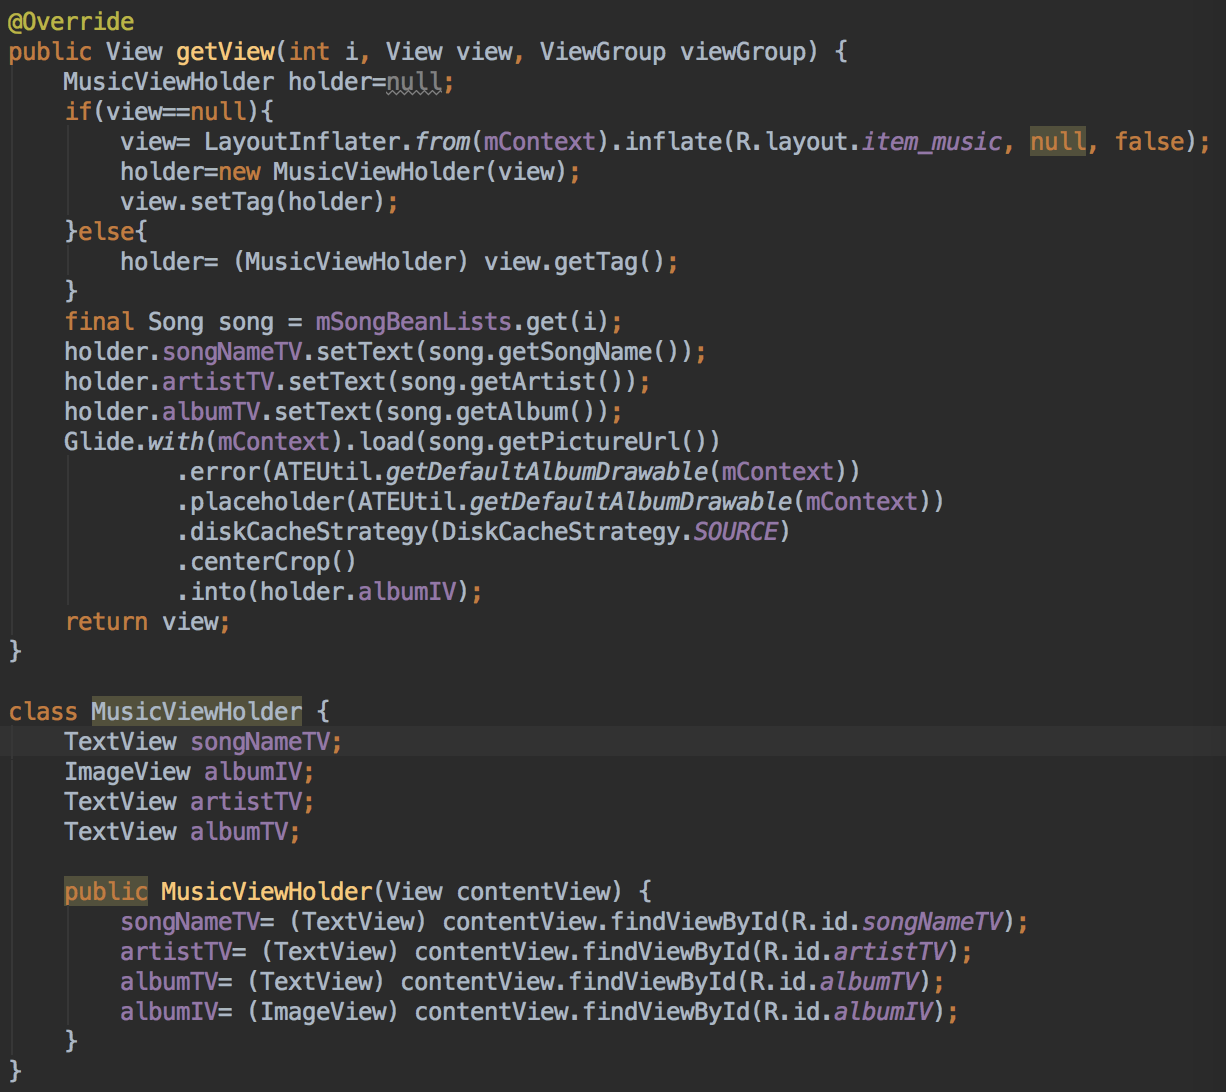 @Override
public View getView(int i, View view, ViewGroup viewGroup) {
    MusicViewHolder holder=null;
    if(view==null){
        view= LayoutInflater.from(mContext).inflate(R.layout.item_music, null, false);
        holder=new MusicViewHolder(view);
        view.setTag(holder);
    }else{
        holder= (MusicViewHolder) view.getTag();
    }
    final Song song = mSongBeanLists.get(i);
    holder.songNameTV.setText(song.getSongName());
    holder.artistTV.setText(song.getArtist());
    holder.albumTV.setText(song.getAlbum());
    Glide.with(mContext).load(song.getPictureUrl())
            .error(ATEUtil.getDefaultAlbumDrawable(mContext))
            .placeholder(ATEUtil.getDefaultAlbumDrawable(mContext))
            .diskCacheStrategy(DiskCacheStrategy.SOURCE)
            .centerCrop()
            .into(holder.albumIV);
    return view;
}

class MusicViewHolder {
    TextView songNameTV;
    ImageView albumIV;
    TextView artistTV;
    TextView albumTV;

    public MusicViewHolder(View contentView) {
        songNameTV= (TextView) contentView.findViewById(R.id.songNameTV);
        artistTV= (TextView) contentView.findViewById(R.id.artistTV);
        albumTV= (TextView) contentView.findViewById(R.id.albumTV);
        albumIV= (ImageView) contentView.findViewById(R.id.albumIV);
    }
}